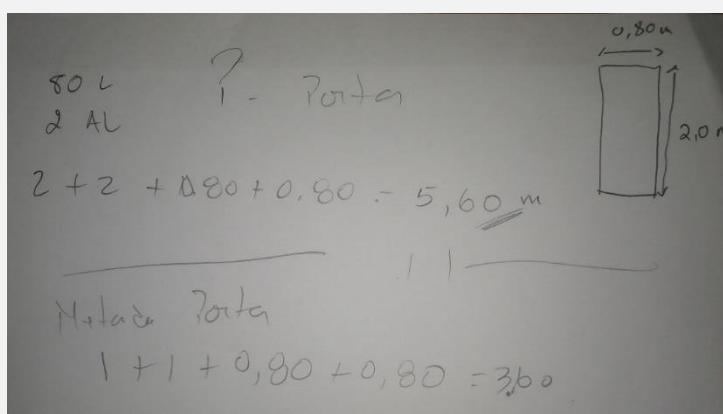 0,80m
80 L
? - Porta
2 AL
2,0 m
2 + 2 + 0,80 + 0,80 = 5,60 m
Metade Porta
1 + 1 + 0,80 + 0,80 = 3,60